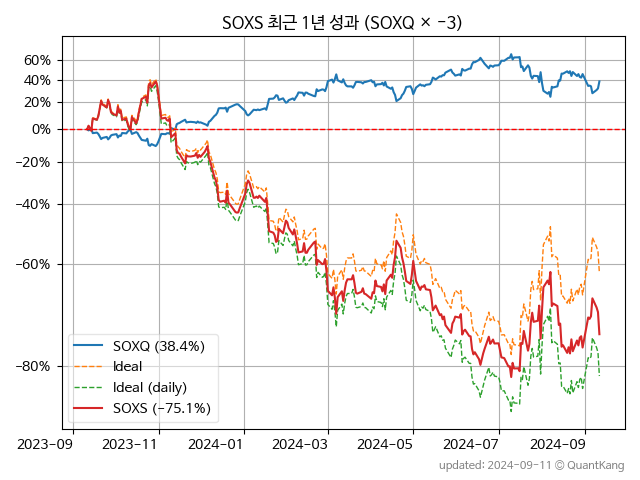 SOXS 최근 1년 성과 (SOXQ × −3)
60%
40%
20%
0%
−20%
−40%
−60%
−80%
SOXQ (38.4%)
Ideal
Ideal (daily)
SOXS (−75.1%)
2023-09
2023-11
2024-01
2024-03
2024-05
2024-07
2024-09
updated: 2024-09-11 © QuantKang